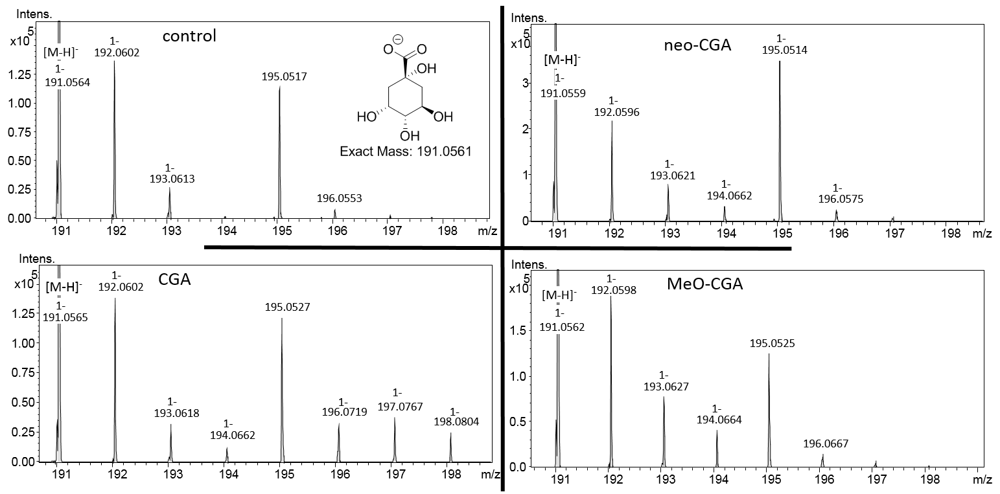 Intens.
5
x10
control
[M-H]-
1-
191.0564
1-
192.0602
1-
193.0613
195.0517
196.0553
1.25
1.00
0.75
0.50
0.25
0.00
O
O
OH
HO
OH
OH
Exact Mass: 191.0561
191 192 193 194 195 196 197 198 m/z
Intens.
5
x10
neo-CGA
[M-H]-
1-
191.0559
1-
192.0596
1-
193.0621
1-
194.0662
1-
195.0514
1-
196.0575
3
2
1
0
191 192 193 194 195 196 197 198 m/z
Intens.
5
x10
CGA
[M-H]-
1-
191.0565
1-
192.0602
1-
193.0618
1-
194.0662
195.0527
1-
196.0719
1-
197.0767
1-
198.0804
1.25
1.00
0.75
0.50
0.25
0.00
191 192 193 194 195 196 197 198 m/z
Intens.
5
x10
MeO-CGA
[M-H]-
1-
191.0562
1-
192.0598
1-
193.0627
1-
194.0664
195.0525
196.0667
1.5
1.0
0.5
0.0
191 192 193 194 195 196 197 198 m/z